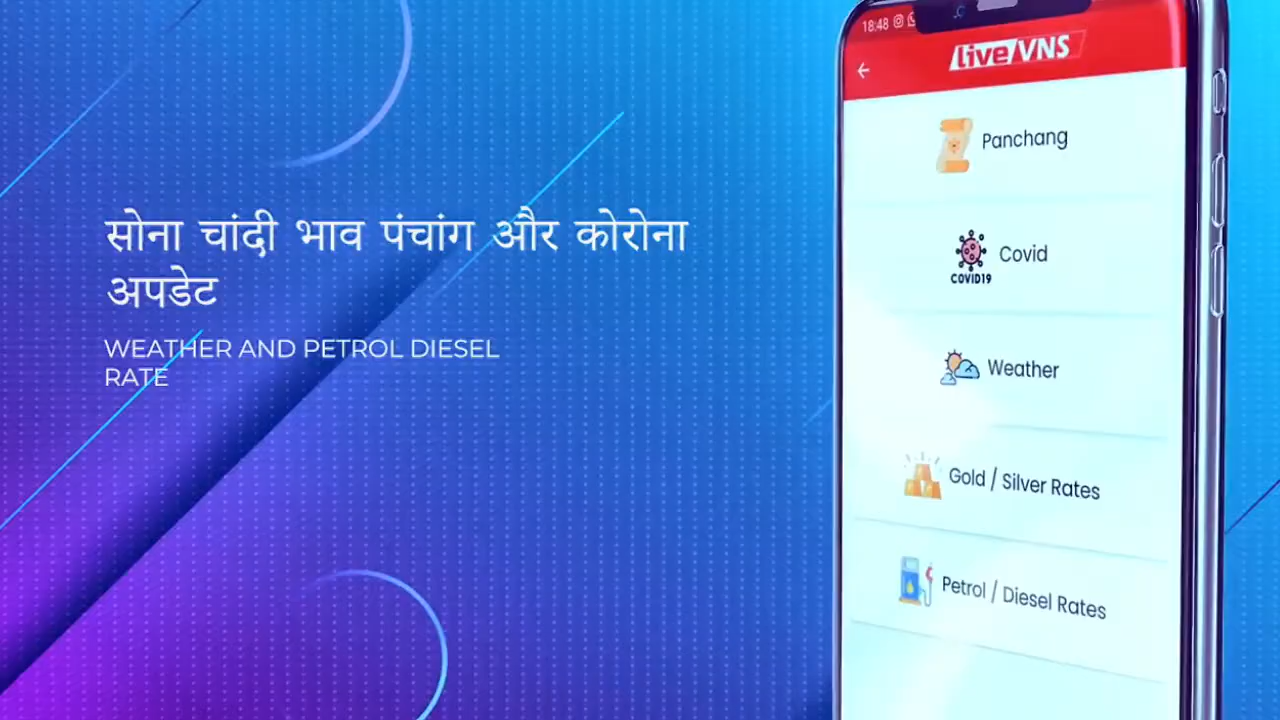 सोना चांदी भाव पंचांग और कोरोना
अपडेट
WEATHER AND PETROL DIESEL
RATE
18:48
live VNS
Panchang
COVID19
Covid
Weather
Gold / Silver Rates
Petrol / Diesel Rates